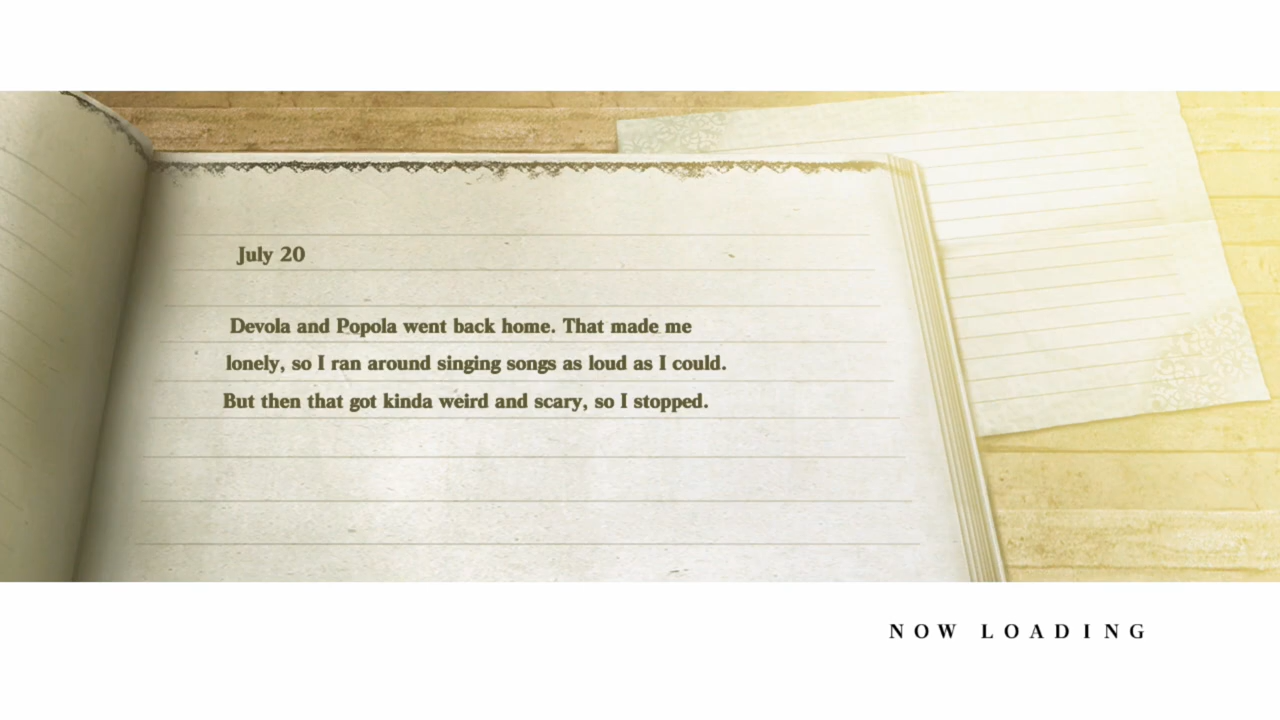 July 20
Devola and Popola went back home. That made me
lonely, so I ran around singing songs as loud as I could.
But then that got kinda weird and scary, so I stopped.
NOW LOADING